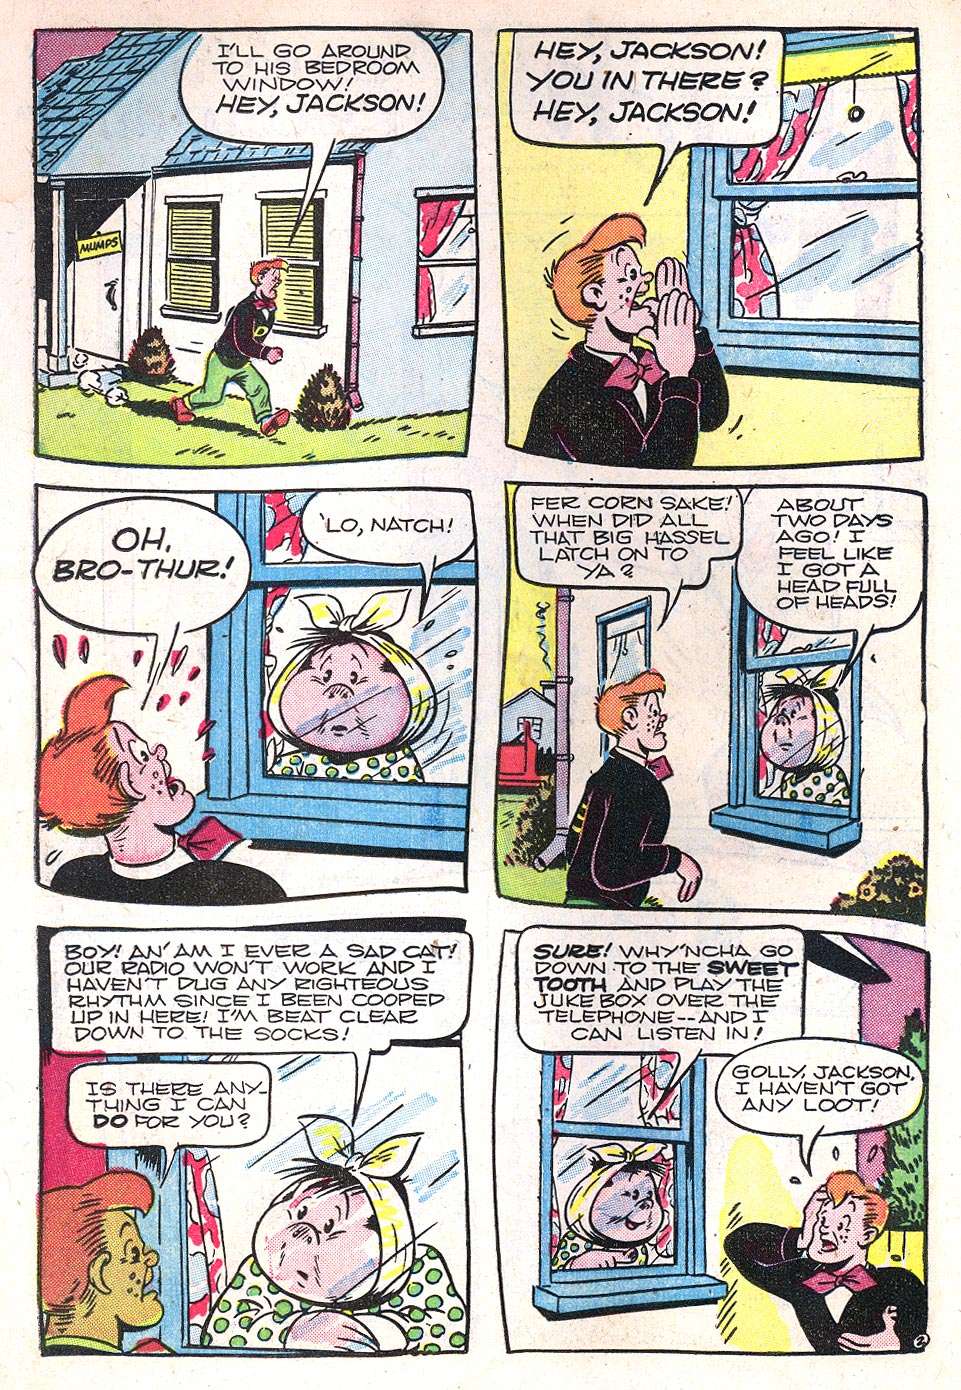 I'LL GO AROUND
TO HIS BEDROOM
WINDOW!
HEY, JACKSON!
MUMPS
HEY, JACKSON!
YOU IN THERE?
HEY, JACKSON!
OH,
BRO-THUR!
'LO, NATCH!
FER CORN SAKE!
WHEN DID ALL
THAT BIG HASSEL
LATCH ON TO
YA?
ABOUT
TWO DAYS
AGO! I
FEEL LIKE
I GOT A
HEAD FULL
OF HEADS!
BOY! AN' AM I EVER A SAD CAT!
OUR RADIO WON'T WORK AND I
HAVEN'T DUG ANY RIGHTEOUS
RHYTHM SINCE I BEEN COOPED
UP IN HERE! I'M BEAT CLEAR
DOWN TO THE SOCKS!
IS THERE ANY-
THING I CAN
DO FOR YOU?
SURE! WHY'NCHA GO
DOWN TO THE SWEET
TOOTH AND PLAY THE
JUKE BOX OVER THE
TELEPHONE--AND I
CAN LISTEN IN!
GOLLY, JACKSON,
I HAVEN'T GOT
ANY LOOT!
2